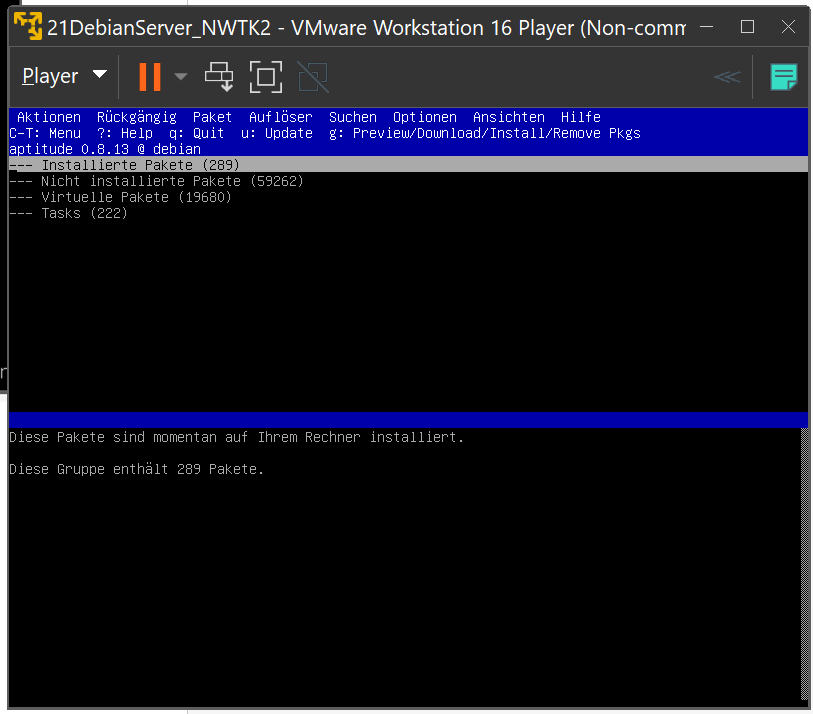 21DebianServer_NWTK2 - VMware Workstation 16 Player (Non-comm
Player
Aktionen Rückgängig Paket Auflöser Suchen Optionen Ansichten Hilfe
C-T: Menu ?: Help q: Quit u: Update g: Preview/Download/Install/Remove Pkgs
aptitude 0.8.13 @ debian
--- Installierte Pakete (289)
--- Nicht installierte Pakete (59262)
--- Virtuelle Pakete (19680)
--- Tasks (222)
Diese Pakete sind momentan auf Ihrem Rechner installiert.
Diese Gruppe enthält 289 Pakete.